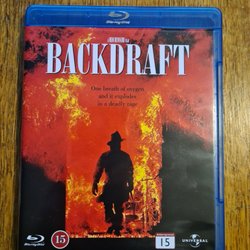 Blu-ray Disc
BACKDRAFT
One breath of oxygen
and it explodes
in a deadly rage
Blu-ray Disc
15
15
UNIVERSAL